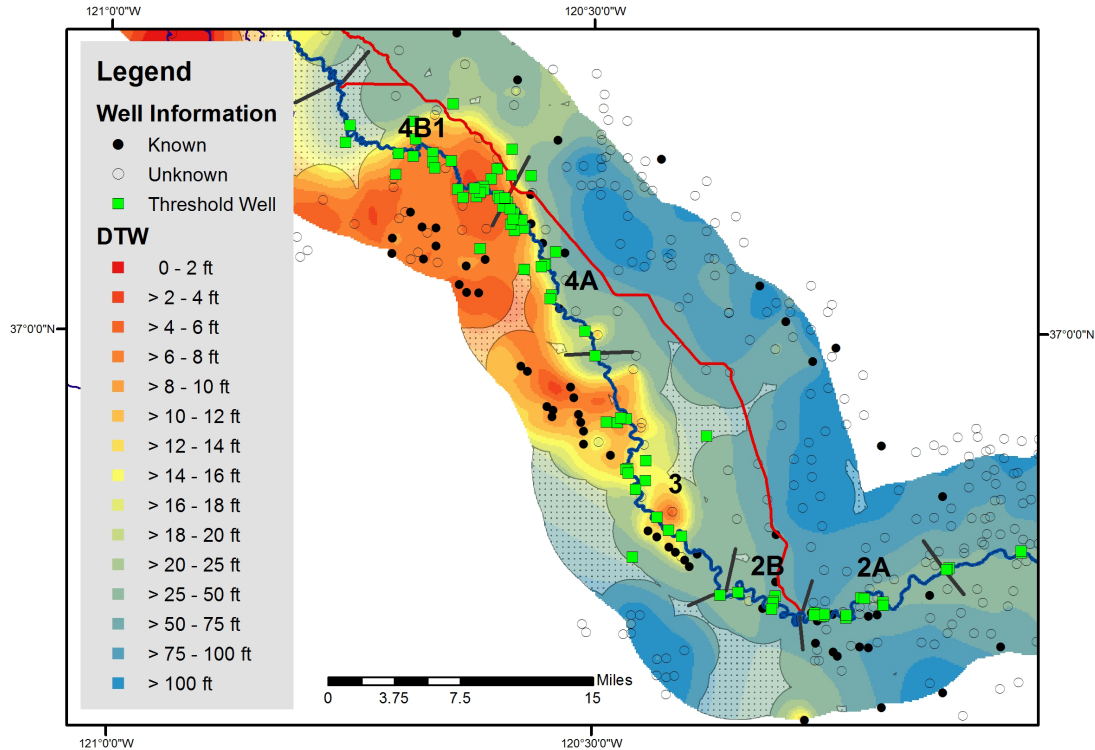 121°0'0"W
120°30'0"W
Legend
Well Information
Known
Unknown
Threshold Well
DTW
0 - 2 ft
> 2 - 4 ft
> 4 - 6 ft
> 6 - 8 ft
> 8 - 10 ft
> 10 - 12 ft
> 12 - 14 ft
> 14 - 16 ft
> 16 - 18 ft
> 18 - 20 ft
> 20 - 25 ft
> 25 - 50 ft
> 50 - 75 ft
> 75 - 100 ft
> 100 ft
4B1
4A
3
2B
2A
37°0'0"N
37°0'0"N
Miles
0
3.75
7.5
15
121°0'0"W
120°30'0"W